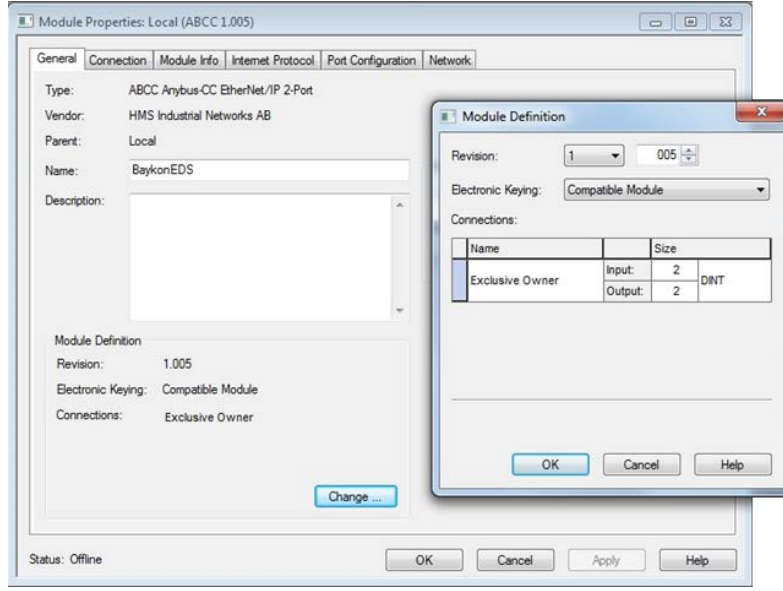 Module Properties: Local (ABCC 1.005)
General Connection Module Info Internet Protocol Port Configuration Network
Type: ABCC Anybus-CC EtherNet/IP 2-Port
Vendor: HMS Industrial Networks AB
Parent: Local
Name: BaykonEDS
Description:
Module Definition
Revision: 1.005
Electronic Keying: Compatible Module
Connections: Exclusive Owner
Change ...
Status: Offline
OK Cancel Apply Help
Module Definition
Revision: 1 005
Electronic Keying: Compatible Module
Connections:
Name Size
Exclusive Owner Input: 2 DINT
Output: 2
OK Cancel Help